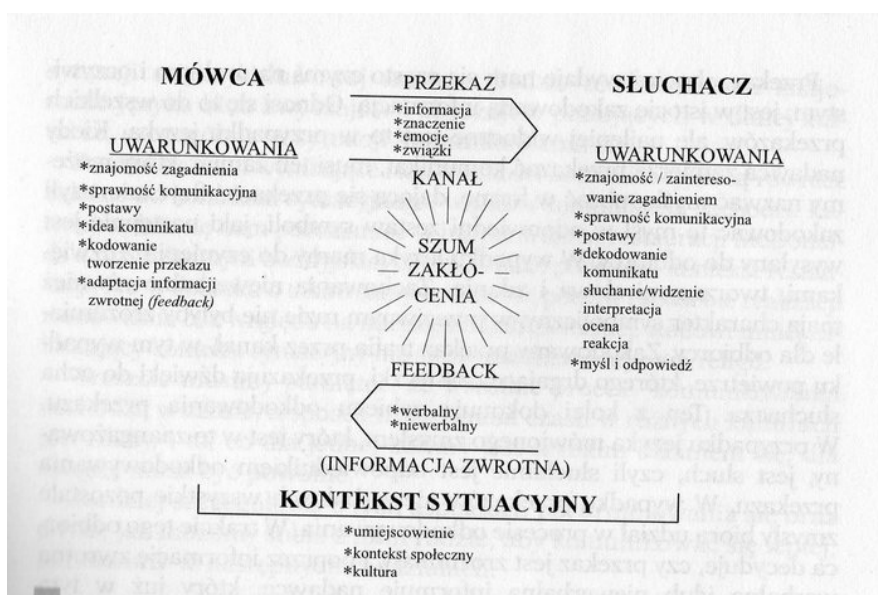 MÓWCA
UWARUNKOWANIA
*znajomość zagadnienia
*sprawność komunikacyjna
*postawy
*idea komunikatu
*kodowanie
tworzenie przekazu
*adaptacja informacji
zwrotnej (feedback)
PRZEKAZ
*informacja
*znaczenie
*emocje
*związki
KANAŁ
SZUM
ZAKŁÓ-
CENIA
FEEDBACK
*werbalny
*niewerbalny
(INFORMACJA ZWROTNA)
SŁUCHACZ
UWARUNKOWANIA
*znajomość / zaintereso-
wanie zagadnieniem
*sprawność komunikacyjna
*postawy
*dekodowanie
komunikatu
słuchanie/widzenie
interpretacja
ocena
reakcja
*myśl i odpowiedź
KONTEKST SYTUACYJNY
*umiejscowienie
*kontekst społeczny
*kultura